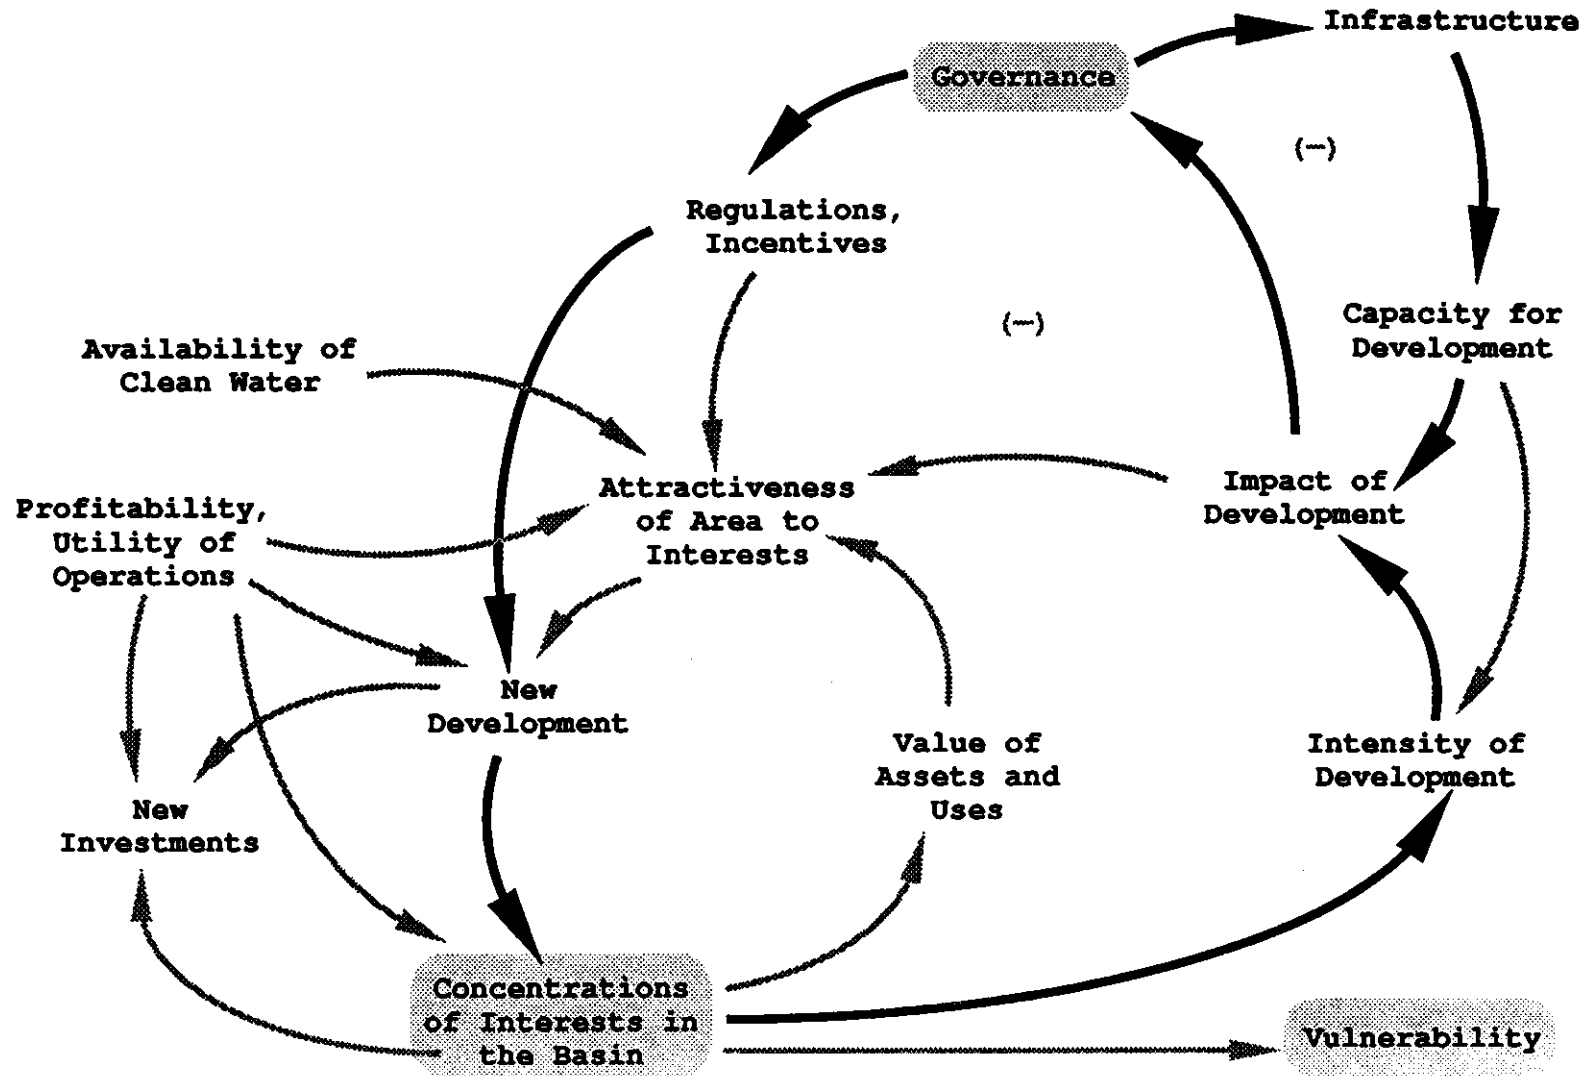 Infrastructure
Governance
(—)
Regulations,
Incentives
(—)
Capacity for
Development
Availability of
Clean Water
Attractiveness
of Area to
Interests
Impact of
Development
Profitability,
Utility of
Operations
New
Development
Value of
Assets and
Uses
Intensity of
Development
New
Investments
Concentrations
of Interests in
the Basin
Vulnerability